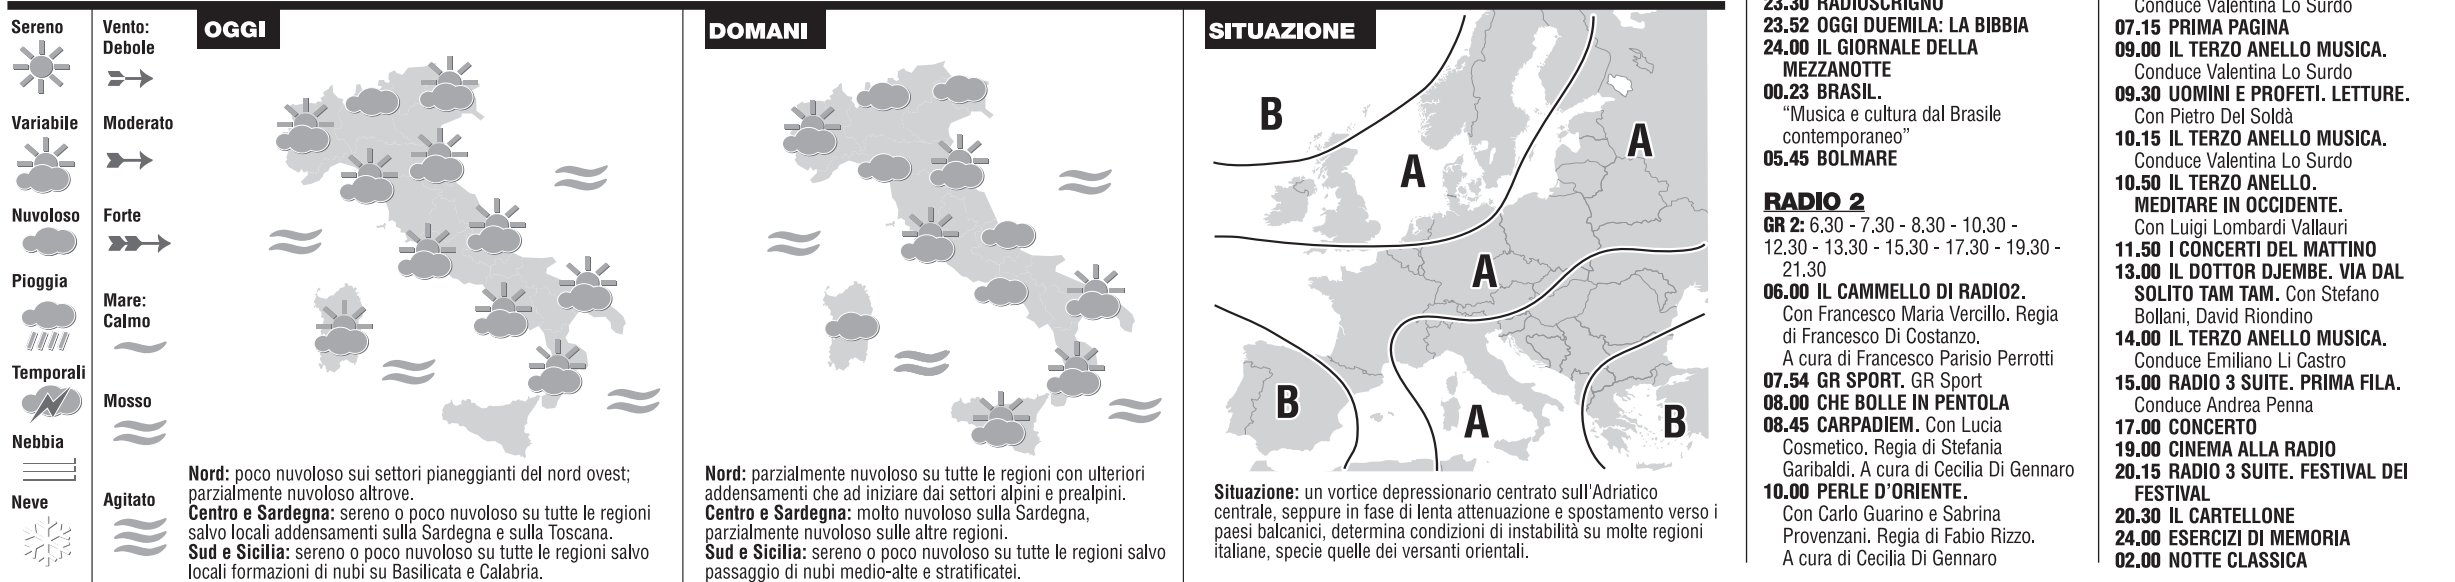 Sereno
Variabile
Nuvoloso
Pioggia
Temporali
Nebbia
Neve
Vento:
Debole
Moderato
Forte
Mare:
Calmo
Mosso
Agitato
OGGI
Nord: poco nuvoloso sui settori pianeggianti del nord ovest;
parzialmente nuvoloso altrove.
Centro e Sardegna: sereno o poco nuvoloso su tutte le regioni
salvo locali addensamenti sulla Sardegna e sulla Toscana.
Sud e Sicilia: sereno o poco nuvoloso su tutte le regioni salvo
locali formazioni di nubi su Basilicata e Calabria.
DOMANI
Nord: parzialmente nuvoloso su tutte le regioni con ulteriori
addensamenti che ad iniziare dai settori alpini e prealpini.
Centro e Sardegna: molto nuvoloso sulla Sardegna,
parzialmente nuvoloso sulle altre regioni.
Sud e Sicilia: sereno o poco nuvoloso su tutte le regioni salvo
passaggio di nubi medio-alte e stratificatei.
SITUAZIONE
B
A
A
A
B
A
B
Situazione: un vortice depressionario centrato sull'Adriatico
centrale, seppure in fase di lenta attenuazione e spostamento verso i
paesi balcanici, determina condizioni di instabilità su molte regioni
italiane, specie quelle dei versanti orientali.
23.30 RADIOSCRIGNO
23.52 OGGI DUEMILA: LA BIBBIA
24.00 IL GIORNALE DELLA
MEZZANOTTE
00.23 BRASIL.
“Musica e cultura dal Brasile
contemporaneo”
05.45 BOLMARE
RADIO 2
GR 2: 6.30 - 7.30 - 8.30 - 10.30 -
12.30 - 13.30 - 15.30 - 17.30 - 19.30 -
21.30
06.00 IL CAMMELLO DI RADIO2.
Con Francesco Maria Vercillo. Regia
di Francesco Di Costanzo.
A cura di Francesco Parisio Perrotti
07.54 GR SPORT. GR Sport
08.00 CHE BOLLE IN PENTOLA
08.45 CARPADIEM. Con Lucia
Cosmetico. Regia di Stefania
Garibaldi. A cura di Cecilia Di Gennaro
10.00 PERLE D'ORIENTE.
Con Carlo Guarino e Sabrina
Provenzani. Regia di Fabio Rizzo.
A cura di Cecilia Di Gennaro
Conduce Valentina Lo Surdo
07.15 PRIMA PAGINA
09.00 IL TERZO ANELLO MUSICA.
Conduce Valentina Lo Surdo
09.30 UOMINI E PROFETI. LETTURE.
Con Pietro Del Soldà
10.15 IL TERZO ANELLO MUSICA.
Conduce Valentina Lo Surdo
10.50 IL TERZO ANELLO.
MEDITARE IN OCCIDENTE.
Con Luigi Lombardi Vallauri
11.50 I CONCERTI DEL MATTINO
13.00 IL DOTTOR DJEMBE. VIA DAL
SOLITO TAM TAM. Con Stefano
Bollani, David Riondino
14.00 IL TERZO ANELLO MUSICA.
Conduce Emiliano Li Castro
15.00 RADIO 3 SUITE. PRIMA FILA.
Conduce Andrea Penna
17.00 CONCERTO
19.00 CINEMA ALLA RADIO
20.15 RADIO 3 SUITE. FESTIVAL DEI
FESTIVAL
20.30 IL CARTELLONE
24.00 ESERCIZI DI MEMORIA
02.00 NOTTE CLASSICA